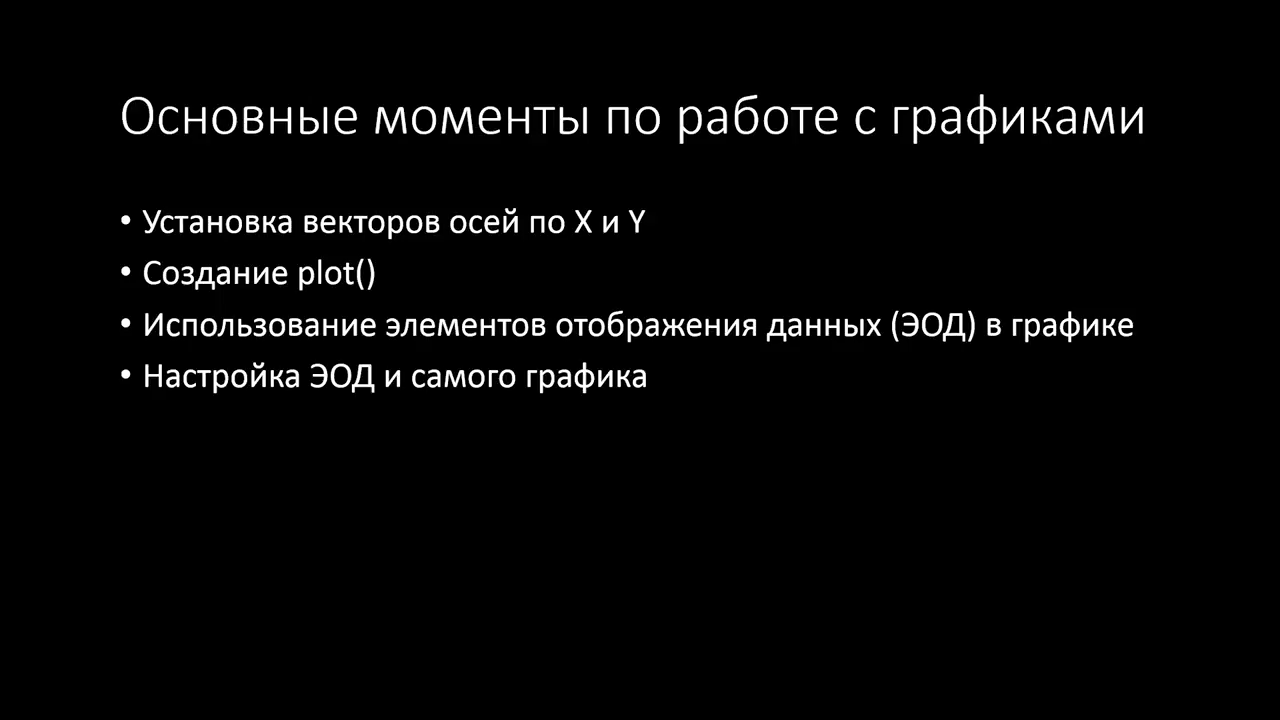 Основные моменты по работе с графиками
• Установка векторов осей по X и Y
• Создание plot()
• Использование элементов отображения данных (ЭОД) в графике
• Настройка ЭОД и самого графика